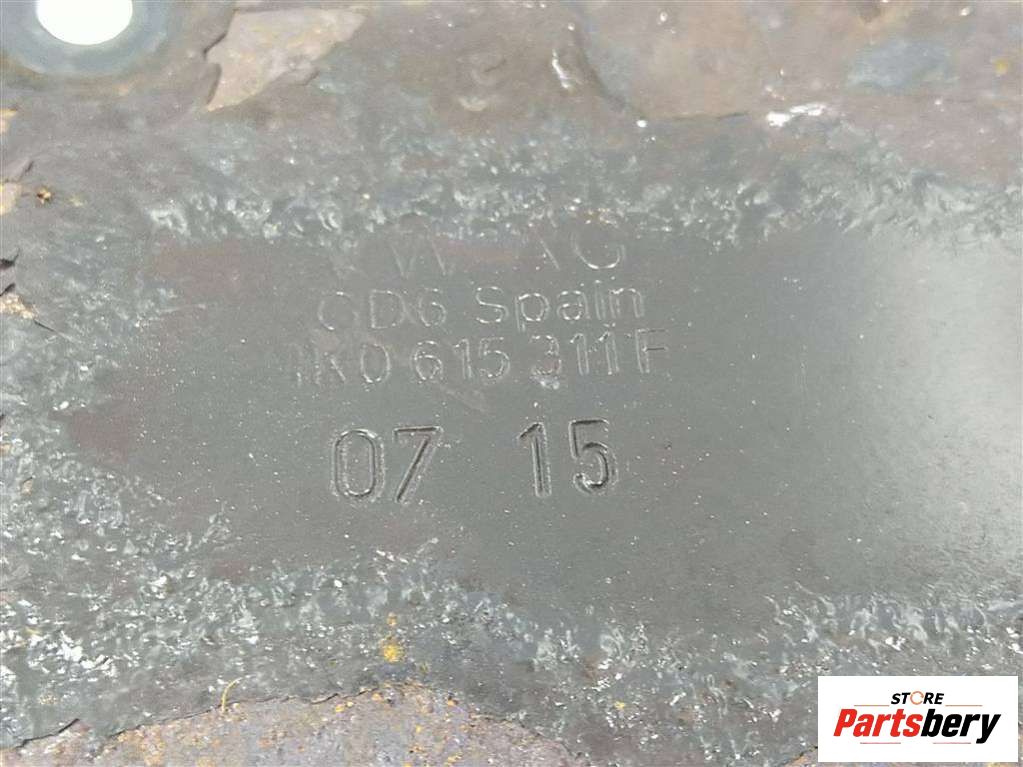 VW AG
GD6 Spain
1K0 615 311 F
07 15
STORE
Partsbery